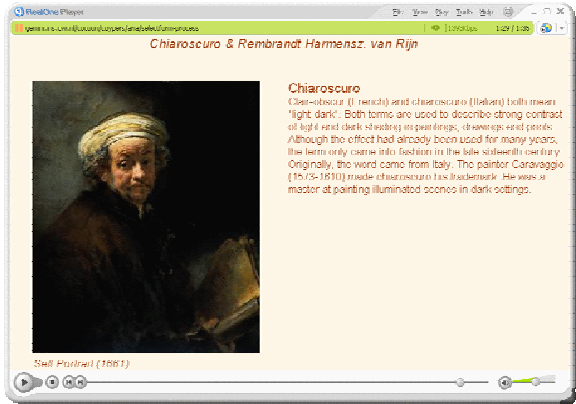 RealOne Player
File View Play Tools Help
1:29 / 1:35
Chiaroscuro & Rembrandt Harmensz. van Rijn
Chiaroscuro
Clair-obscur (French) and chiaroscuro (Italian) both mean
"light-dark". Both terms are used to describe strong contrast
of light and dark shading in paintings, drawings and prints.
Although the effect had already been used for many years,
the term only came into fashion in the late sixteenth century.
Originally, the word came from Italy. The painter Caravaggio
(1573-1610) made chiaroscuro his trademark. He was a
master at painting illuminated scenes in dark settings.
Self Portrait (1661)